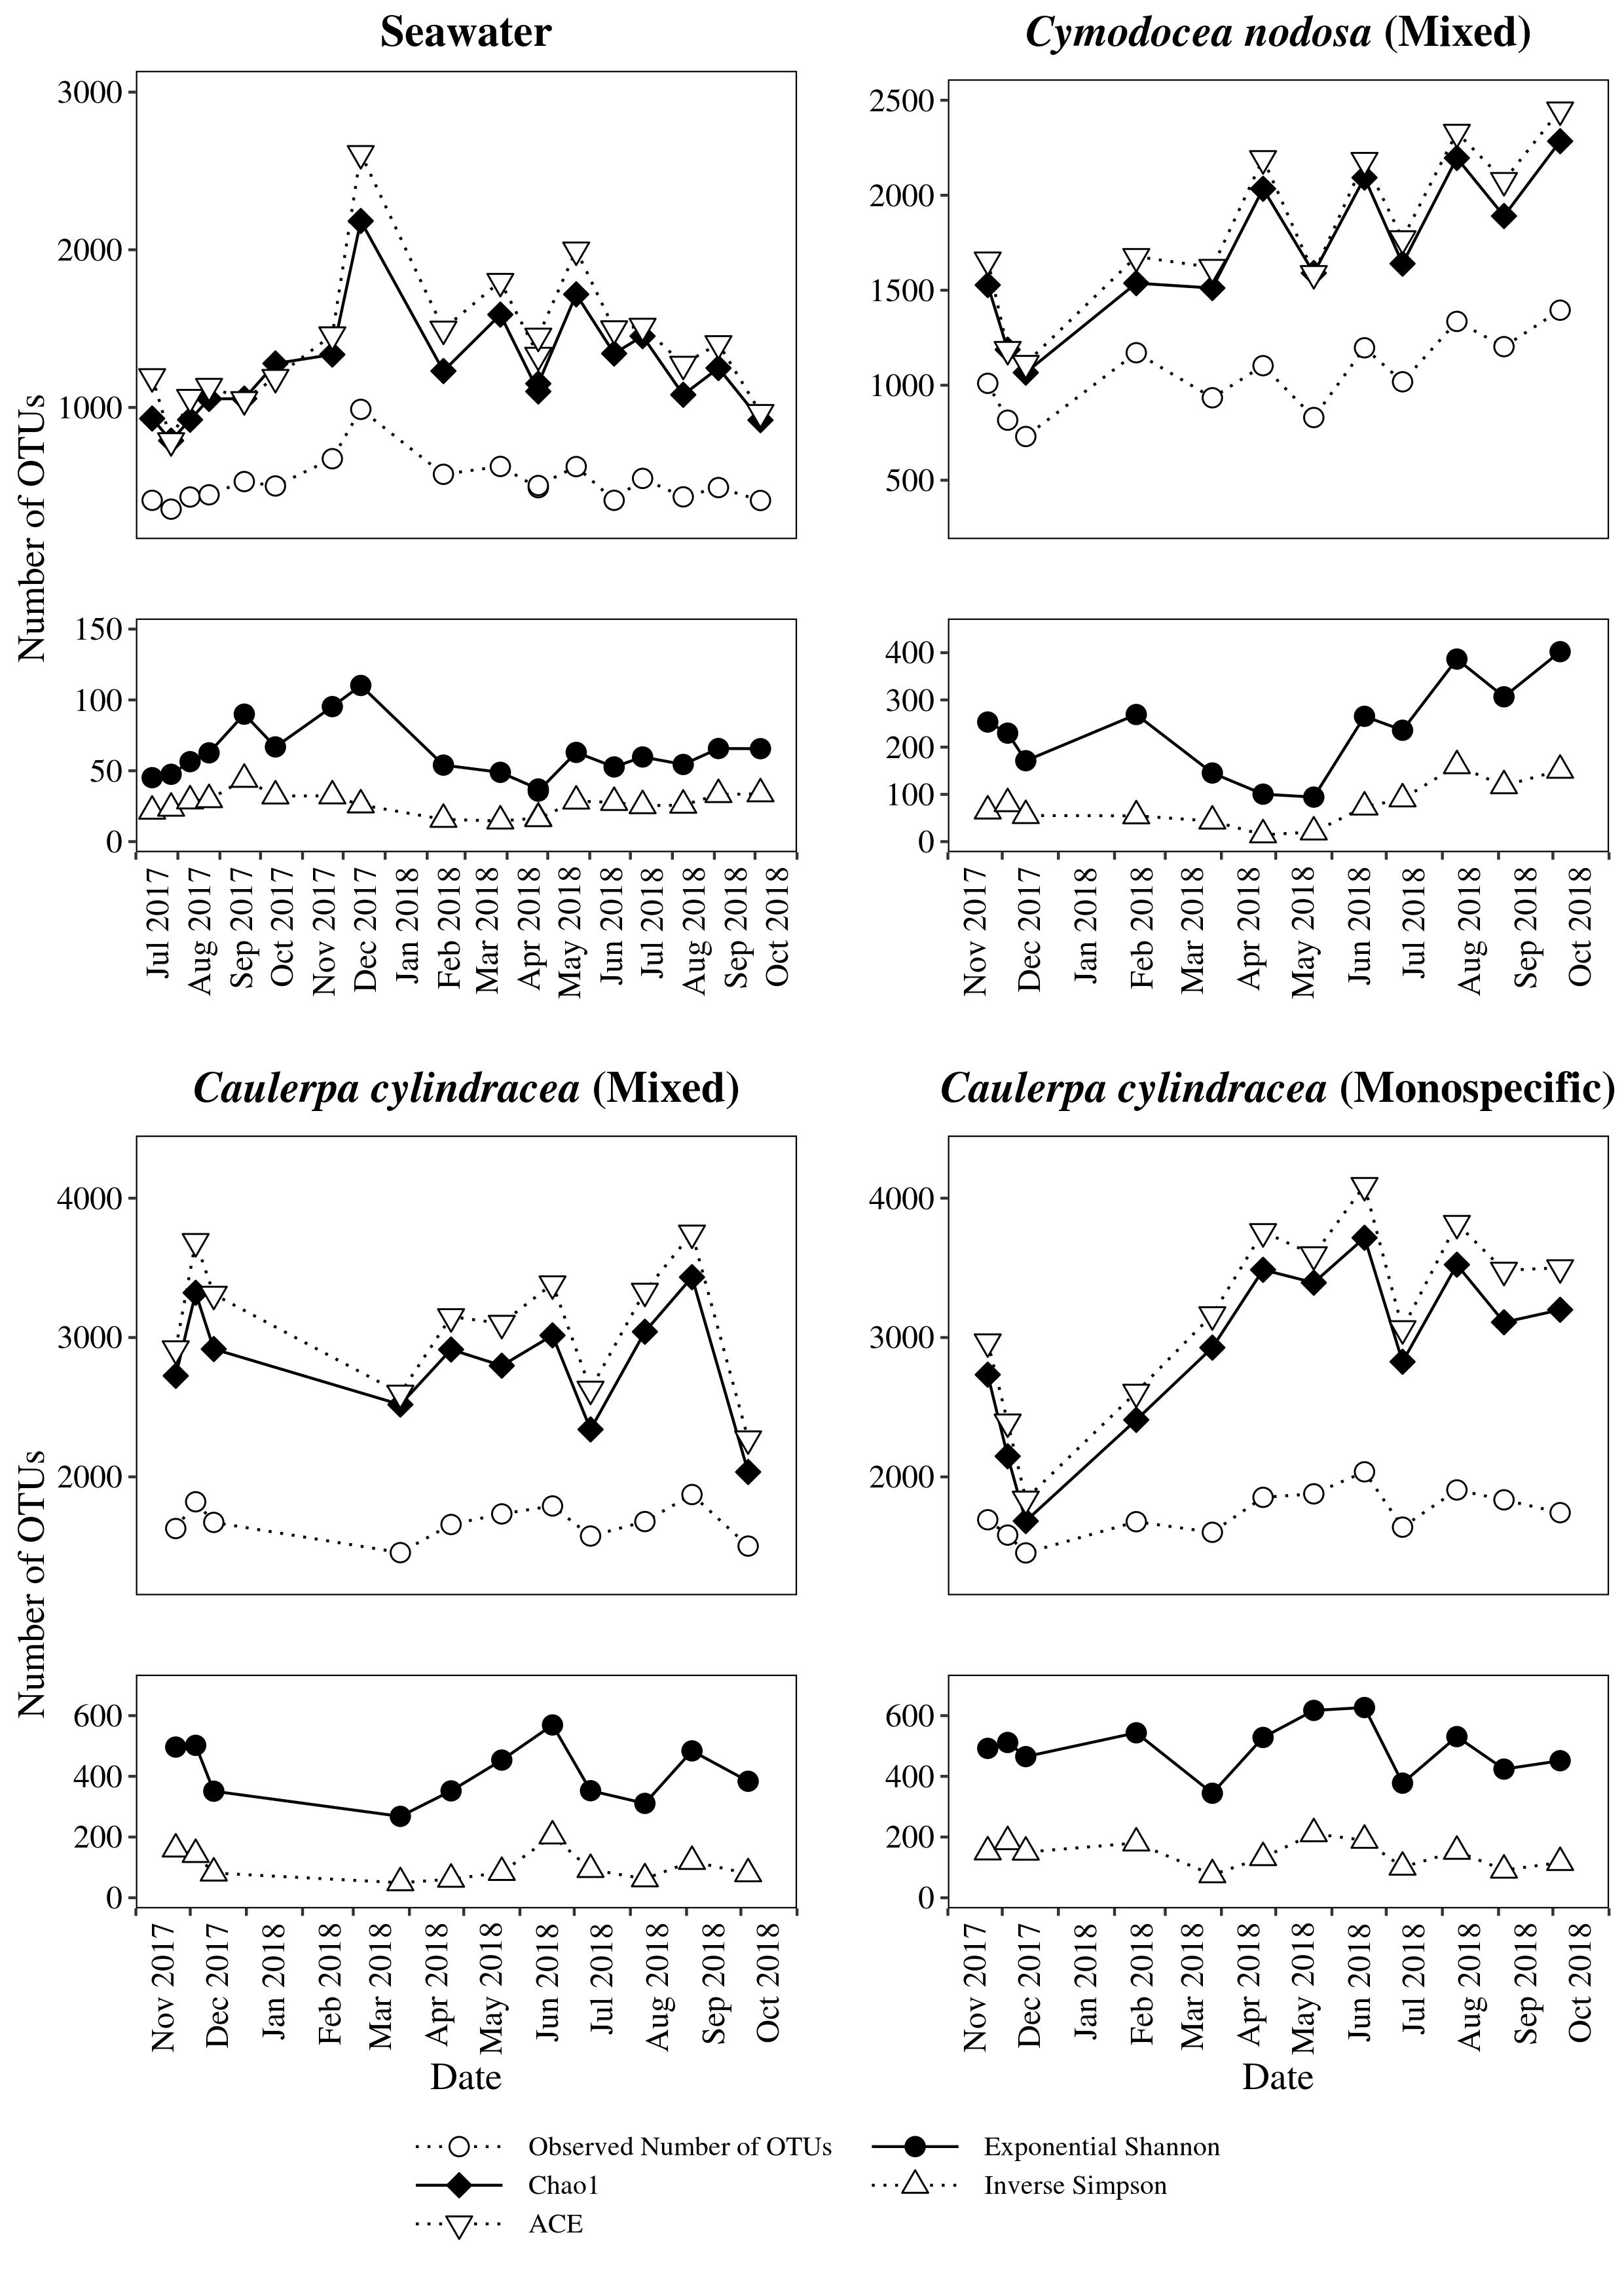 Seawater
Cymodocea nodosa (Mixed)
Number of OTUs
3000
2000
1000
2500
2000
1500
1000
500
150
100
50
0
400
300
200
100
0
Jul 2017
Aug 2017
Sep 2017
Oct 2017
Nov 2017
Dec 2017
Jan 2018
Feb 2018
Mar 2018
Apr 2018
May 2018
Jun 2018
Jul 2018
Aug 2018
Sep 2018
Oct 2018
Nov 2017
Dec 2017
Jan 2018
Feb 2018
Mar 2018
Apr 2018
May 2018
Jun 2018
Jul 2018
Aug 2018
Sep 2018
Oct 2018
Caulerpa cylindracea (Mixed)
Caulerpa cylindracea (Monospecific)
Number of OTUs
4000
3000
2000
4000
3000
2000
600
400
200
0
600
400
200
0
Nov 2017
Dec 2017
Jan 2018
Feb 2018
Mar 2018
Apr 2018
May 2018
Jun 2018
Jul 2018
Aug 2018
Sep 2018
Oct 2018
Nov 2017
Dec 2017
Jan 2018
Feb 2018
Mar 2018
Apr 2018
May 2018
Jun 2018
Jul 2018
Aug 2018
Sep 2018
Oct 2018
Date
Date
Observed Number of OTUs
Exponential Shannon
Chao1
Inverse Simpson
ACE